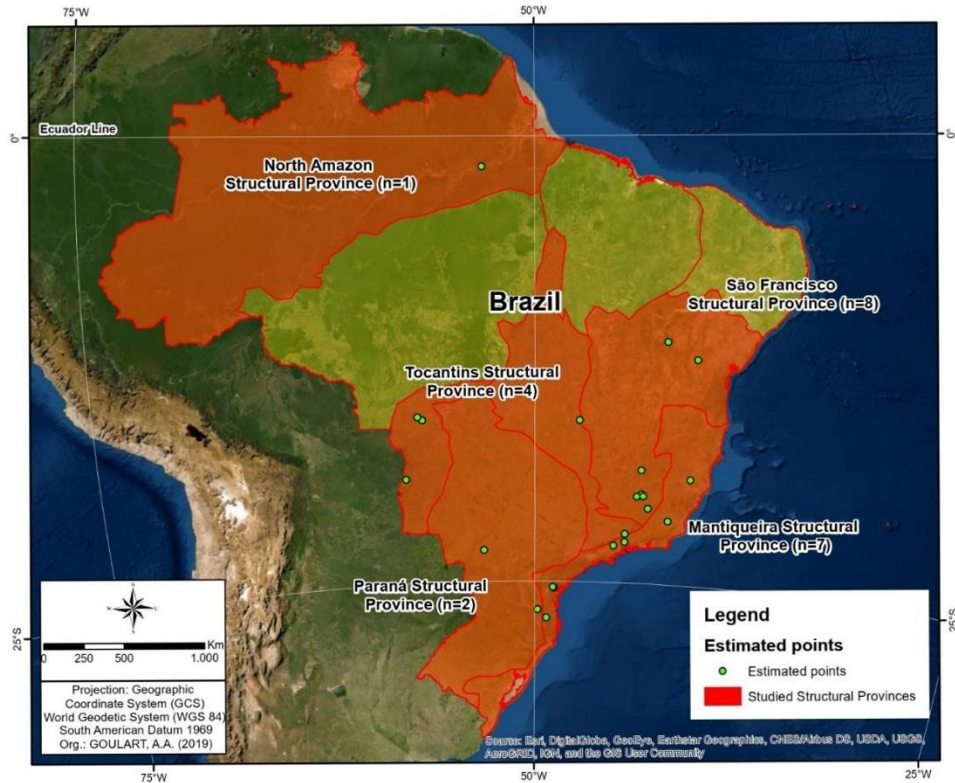 75°W
50°W
Ecuador Line
0°
0°
North Amazon
Structural Province (n=1)
São Francisco
Structural Province (n=8)
Brazil
Tocantins Structural
Province (n=4)
Mantiqueira Structural
Province (n=7)
Paraná Structural
Province (n=2)
N
W
E
S
Km
0 250 500 1.000
Projection: Geographic
Coordinate System (GCS)
World Geodetic System (WGS 84)
South American Datum 1969
Org.: GOULART, A.A. (2019)
Legend
Estimated points
Estimated points
Studied Structural Provinces
25°S
25°S
Source: Esri, DigitalGlobe, GeoEye, Earthstar Geographics, CNES/Airbus DS, USDA, USGS,
AeroGRID, IGN, and the GIS User Community
75°W
50°W
25°W